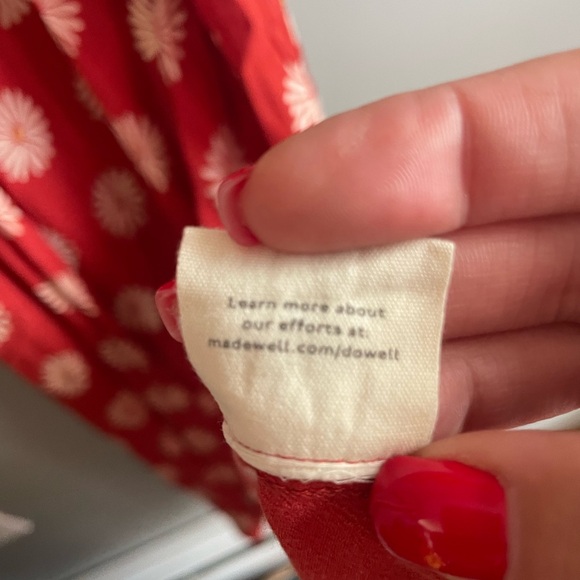 Learn more about
our efforts at:
madewell.com/dowell